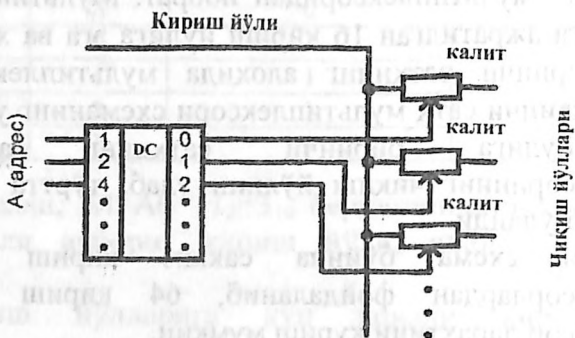 Кириш йўли
калит
калит
калит
А (адрес)
1 DC 0
2 1
4 2
Чиқиш йўллари